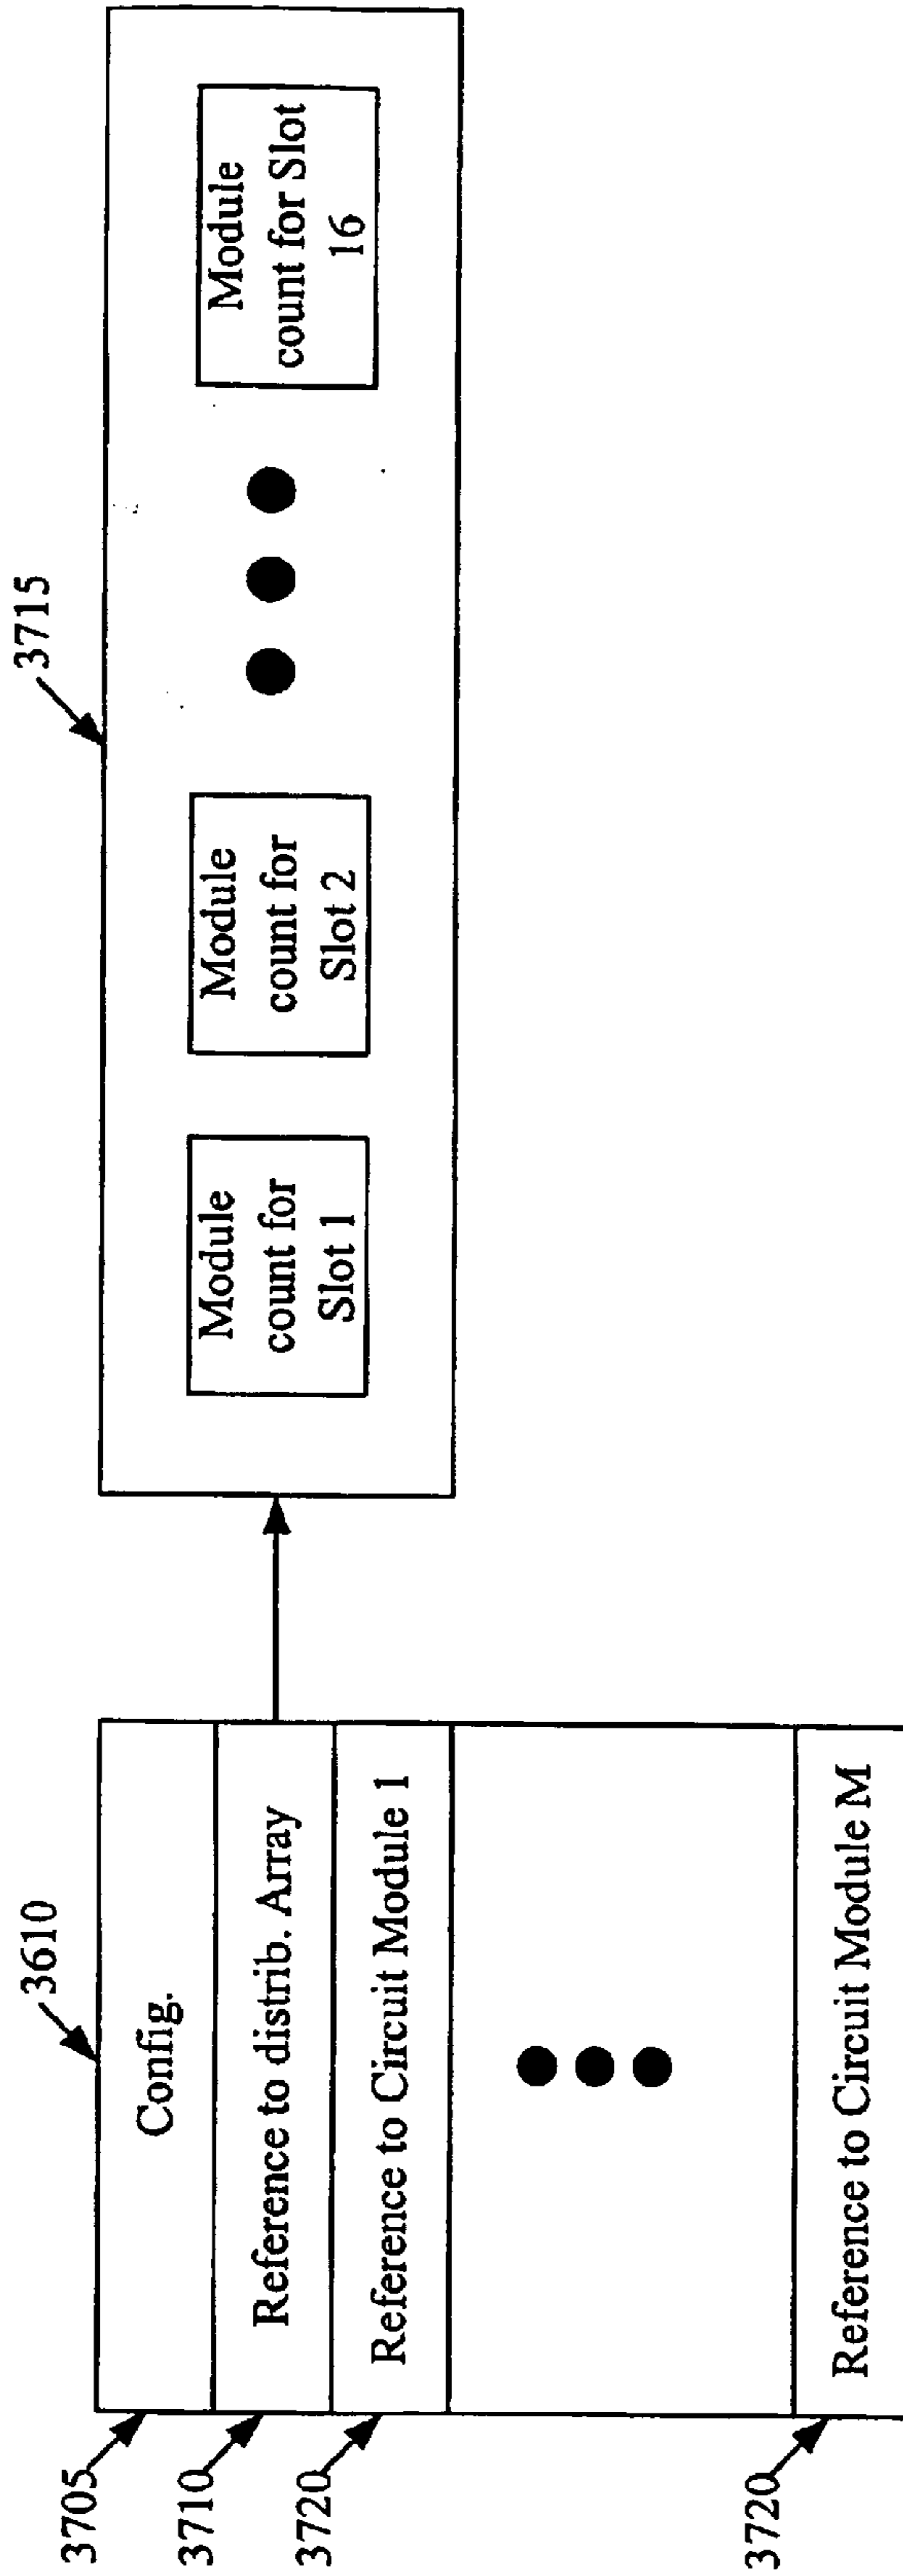 3610
3705
Config.
3710
Reference to distrib. Array
3720
Reference to Circuit Module 1
3720
Reference to Circuit Module M
3715
Module
count for
Slot 1
Module
count for
Slot 2
Module
count for Slot
16